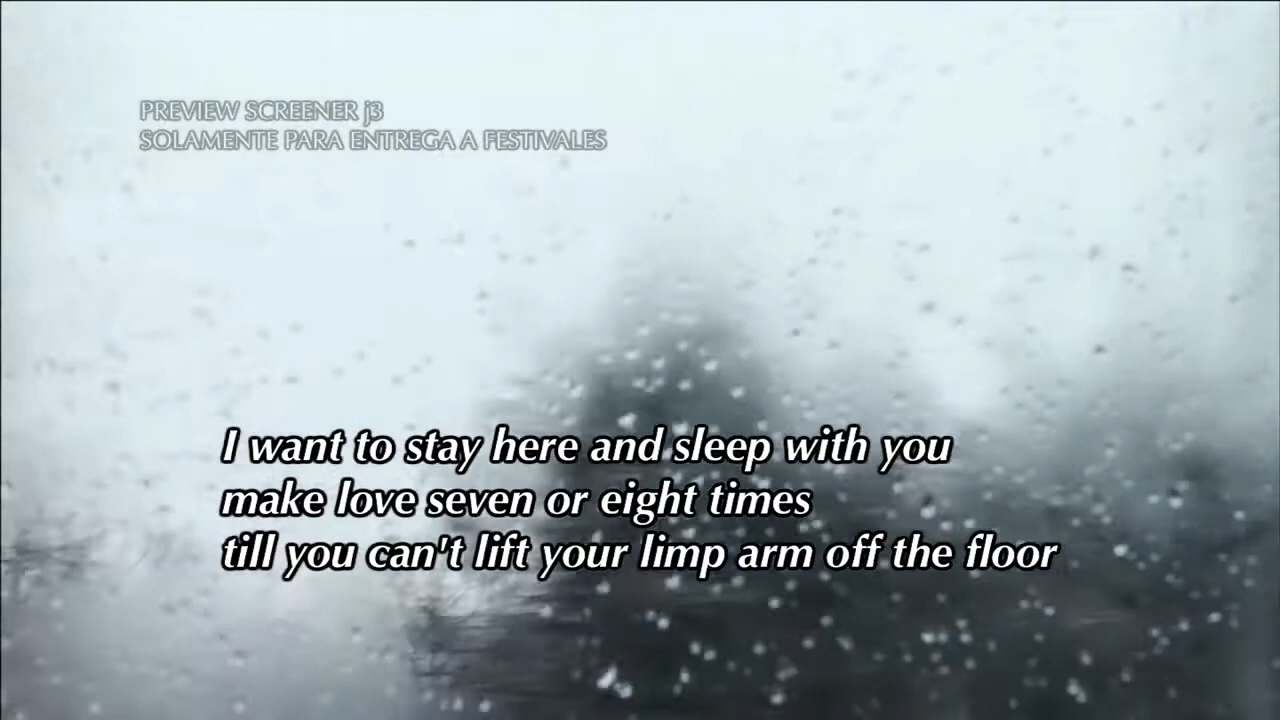 PREVIEW SCREENER j3
SOLAMENTE PARA ENTREGA A FESTIVALES
I want to stay here and sleep with you
make love seven or eight times
till you can't lift your limp arm off the floor